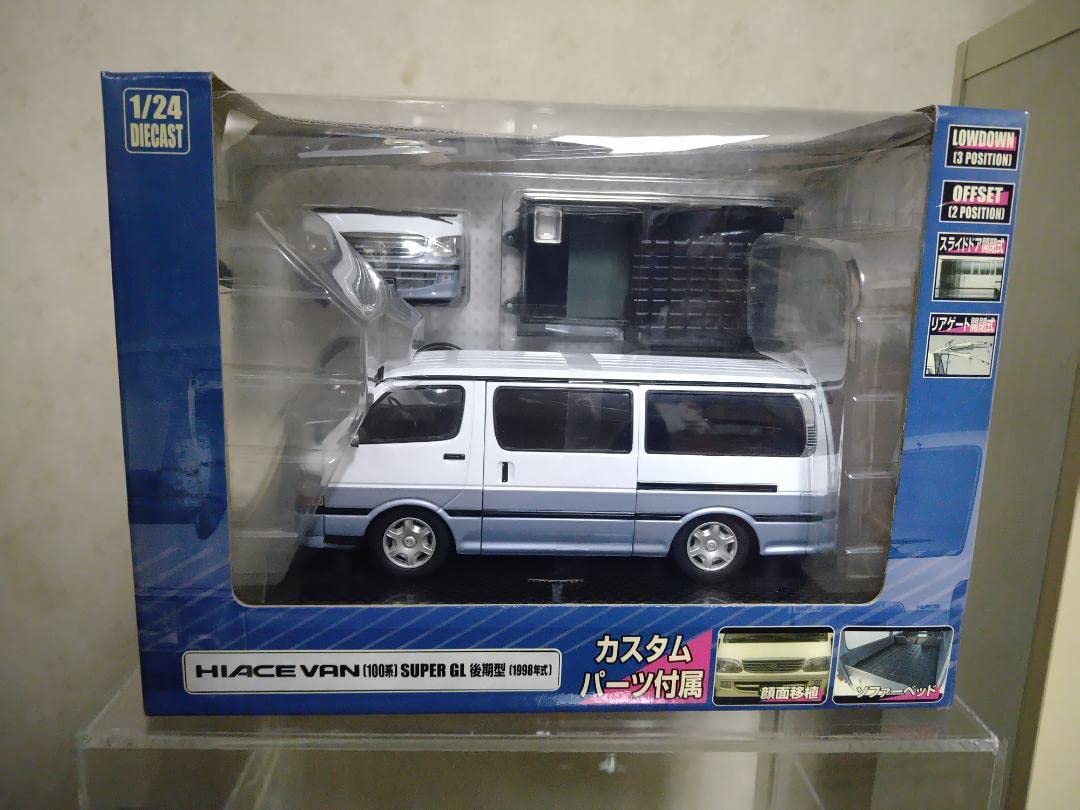 1/24
DIECAST
LOWDOWN
(3 POSITION)
OFFSET
(2 POSITION)
スライドドア開閉式
リアゲート開閉式
HIACE VAN (100系) SUPER GL 後期型 (1998年式)
カスタム
パーツ付属
顔面移植
ソファーベッド